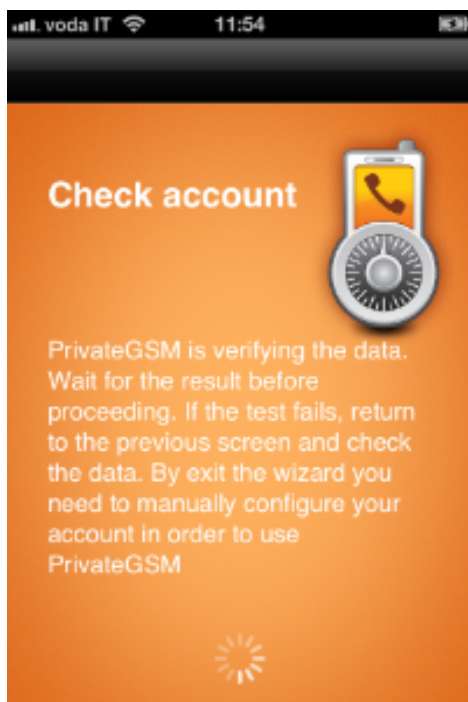 voda IT 11:54
Check account
PrivateGSM is verifying the data.
Wait for the result before
proceeding. If the test fails, return
to the previous screen and check
the data. By exit the wizard you
need to manually configure your
account in order to use
PrivateGSM